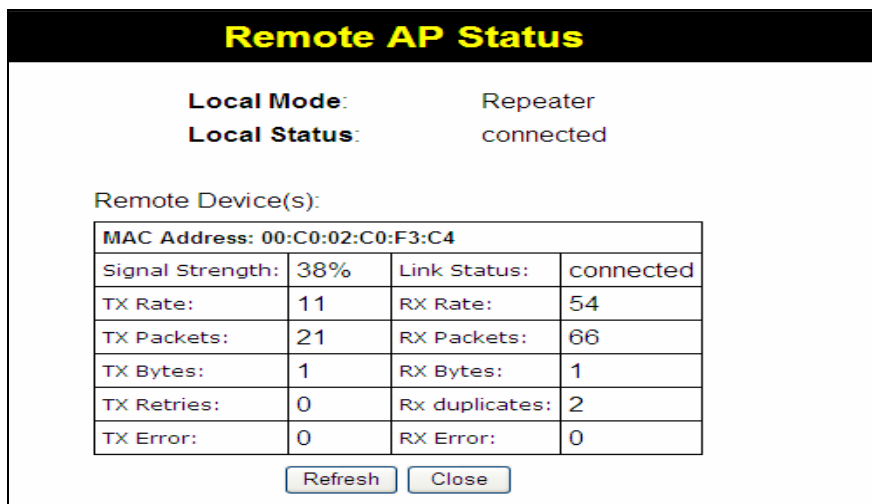 Remote AP Status
Local Mode: Repeater
Local Status: connected
Remote Device(s):
MAC Address: 00:C0:02:C0:F3:C4
Signal Strength: 38% Link Status: connected
TX Rate: 11 RX Rate: 54
TX Packets: 21 RX Packets: 66
TX Bytes: 1 RX Bytes: 1
TX Retries: 0 Rx duplicates: 2
TX Error: 0 RX Error: 0
Refresh Close